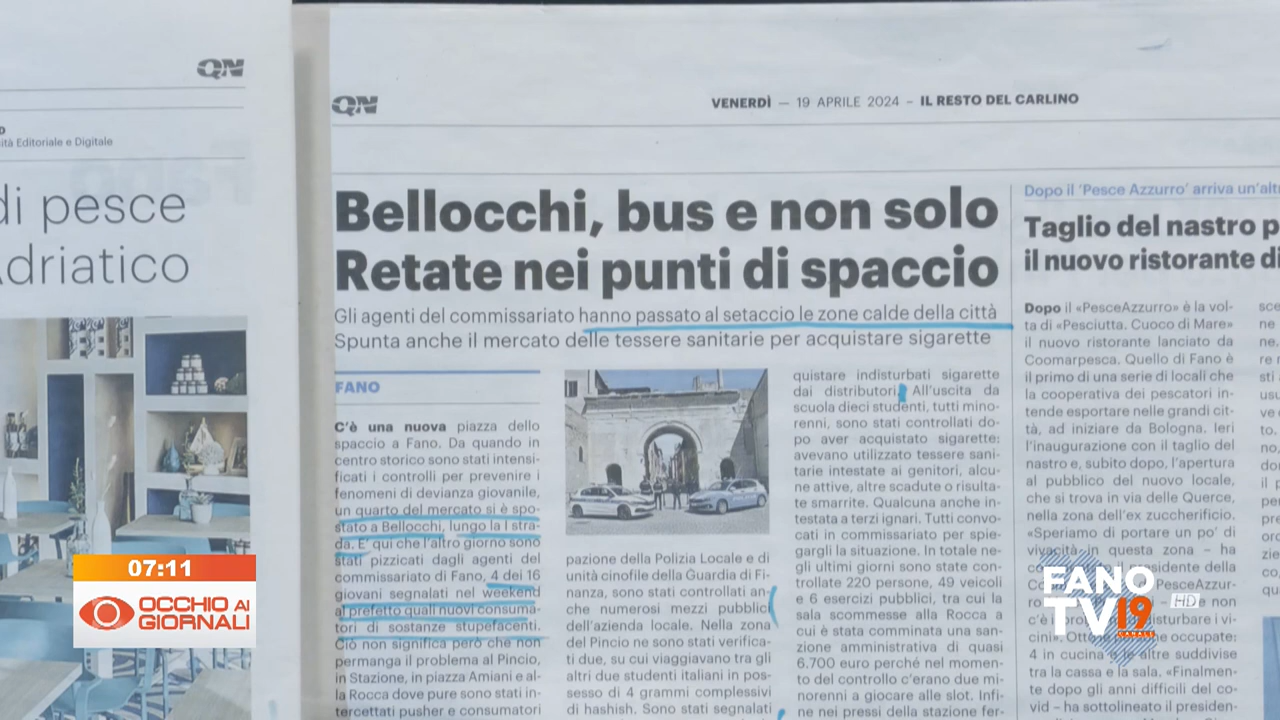 QN
ità Editoriale e Digitale
di pesce
Adriatico
QN
VENERDÌ — 19 APRILE 2024 – IL RESTO DEL CARLINO
Bellocchi, bus e non solo
Retate nei punti di spaccio
Gli agenti del commissariato hanno passato al setaccio le zone calde della città
Spunta anche il mercato delle tessere sanitarie per acquistare sigarette
FANO
C'è una nuova piazza dello
spaccio a Fano. Da quando in
centro storico sono stati intensi-
ficati i controlli per prevenire i
fenomeni di devianza giovanile,
un quarto del mercato si è spo-
stato a Bellocchi, lungo la I stra-
da. E' qui che l'altro giorno sono
stati pizzicati dagli agenti del
commissariato di Fano, 4 dei 16
giovani segnalati nel weekend
al prefetto quali nuovi consuma-
tori di sostanze stupefacenti.
Ciò non significa però che non
permanga il problema al Pincio,
in Stazione, in piazza Amiani e al-
la Rocca dove pure sono stati in-
tercettati pusher e consumatori
pazione della Polizia Locale e di
unità cinofile della Guardia di Fi-
nanza, sono stati controllati an-
che numerosi mezzi pubblici
dell'azienda locale. Nella zona
del Pincio ne sono stati verifica-
ti due, su cui viaggiavano tra gli
altri due studenti italiani in pos-
sesso di 4 grammi complessivi
di hashish. Sono stati segnalati
quistare indisturbati sigarette
dai distributori. All'uscita da
scuola dieci studenti, tutti mino-
renni, sono stati controllati do-
po aver acquistato sigarette:
avevano utilizzato tessere sani-
tarie intestate ai genitori, alcu-
ne attive, altre scadute o risulta-
te smarrite. Qualcuna anche in-
testata a terzi ignari. Tutti convo-
cati in commissariato per spie-
gargli la situazione. In totale ne-
gli ultimi giorni sono state con-
trollate 220 persone, 49 veicoli
e 6 esercizi pubblici, tra cui la
sala scommesse alla Rocca a
cui è stata comminata una san-
zione amministrativa di quasi
6.700 euro perché nel momen-
to del controllo c'erano due mi-
norenni a giocare alle slot. Infi-
ne nei pressi della stazione fer-
Dopo il 'Pesce Azzurro' arriva un'alt
Taglio del nastro p
il nuovo ristorante di
Dopo il «PesceAzzurro» è la vol-
ta di «Pesciutta. Cuoco di Mare»
il nuovo ristorante lanciato da
Coomarpesca. Quello di Fano è
il primo di una serie di locali che
la cooperativa dei pescatori in-
tende esportare nelle grandi cit-
tà, ad iniziare da Bologna. Ieri
l'inaugurazione con il taglio del
nastro e, subito dopo, l'apertura
al pubblico del nuovo locale,
che si trova in via delle Querce,
nella zona dell'ex zuccherificio.
«Speriamo di portare un po' di
vivacità in questa zona – ha
PesceAzzur-
e non
sturbare i vi-
cini». occupate:
4 in cucina e le altre suddivise
tra la cassa e la sala. «Finalmen-
te dopo gli anni difficili del co-
vid – ha sottolineato il presiden-
07:11
OCCHIO AI
GIORNALI
FANO
TV19
HD
CANALE